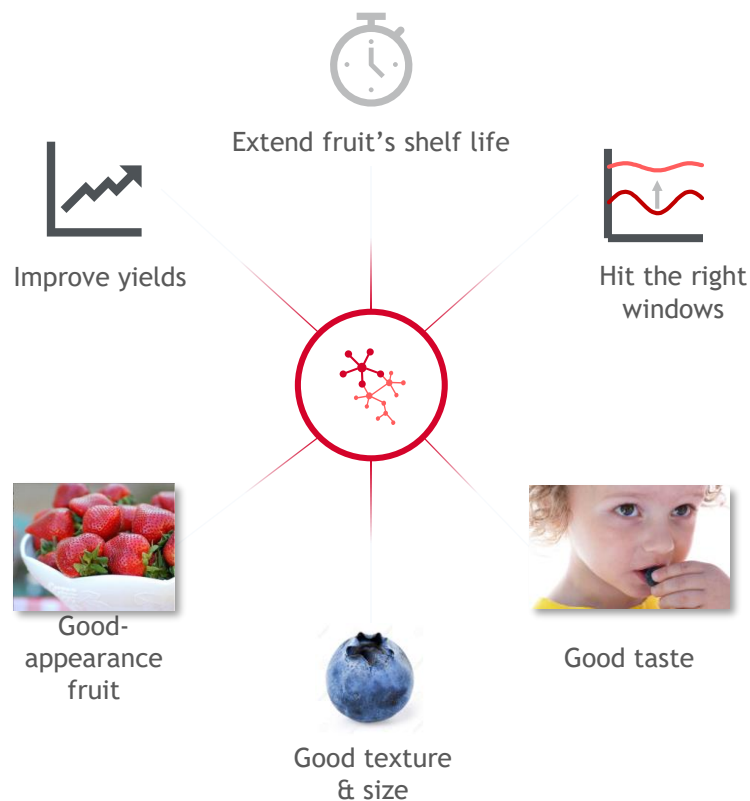 Extend fruit’s shelf life
Improve yields
Hit the right
windows
Good-
appearance
fruit
Good taste
Good texture
& size